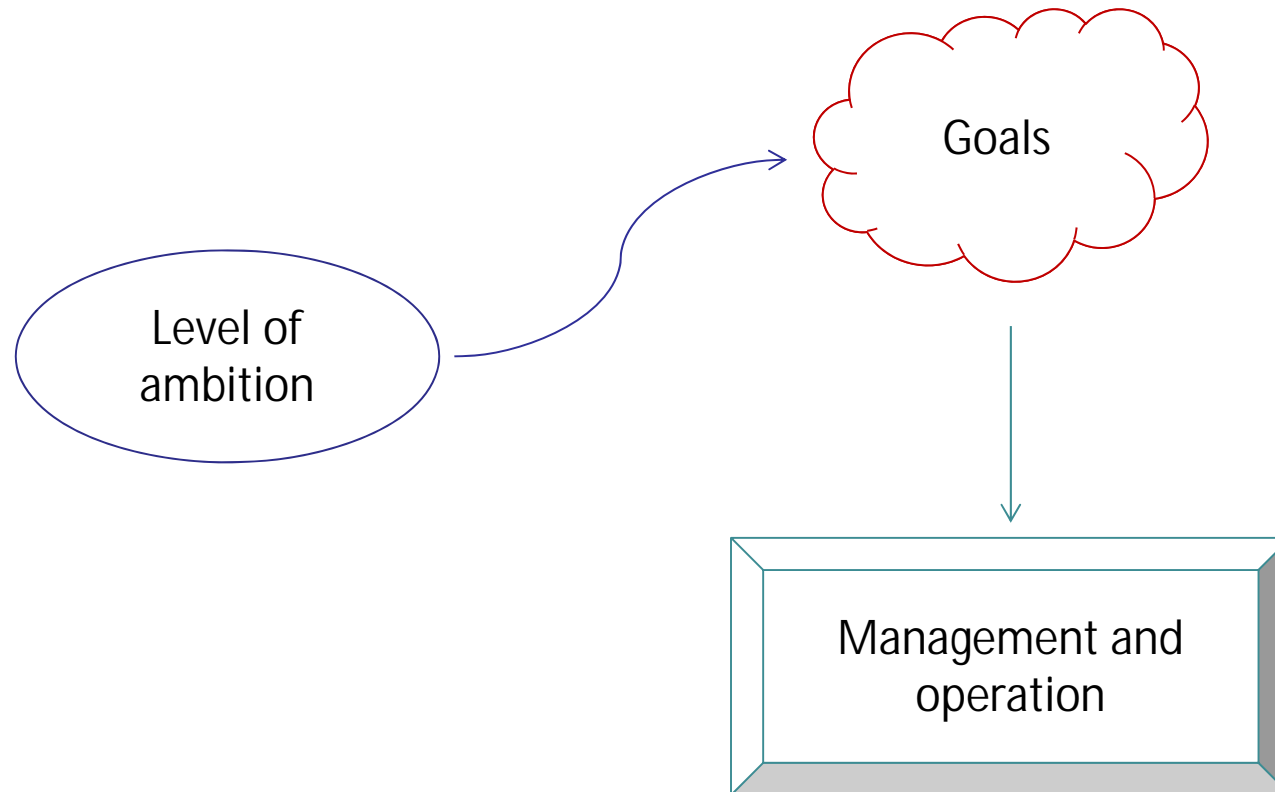 Goals
Level of
ambition
Management and
operation